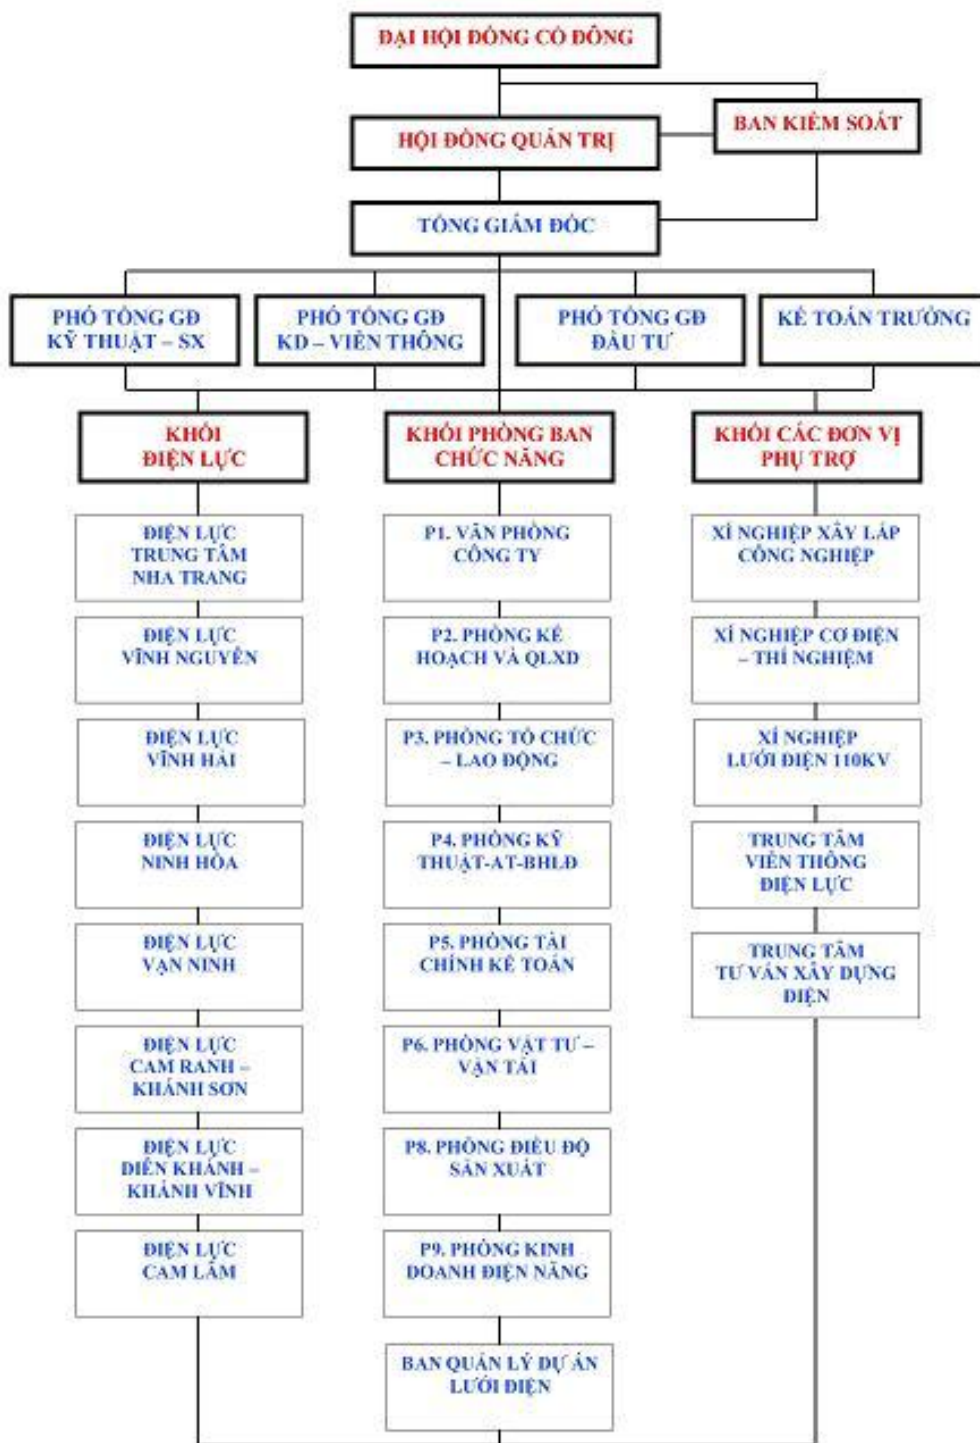 ĐẠI HỘI ĐỒNG CỔ ĐÔNG
BAN KIỂM SOÁT
HỘI ĐỒNG QUẢN TRỊ
TỔNG GIÁM ĐỐC
PHÓ TỔNG GĐ
KỸ THUẬT – SX
PHÓ TỔNG GĐ
KD – VIỄN THÔNG
PHÓ TỔNG GĐ
ĐẦU TƯ
KẾ TOÁN TRƯỞNG
KHỐI
ĐIỆN LỰC
KHỐI PHÒNG BAN
CHỨC NĂNG
KHỐI CÁC ĐƠN VỊ
PHỤ TRỢ
ĐIỆN LỰC
TRUNG TÂM
NHA TRANG
P1. VĂN PHÒNG
CÔNG TY
XÍ NGHIỆP XÂY LẮP
CÔNG NGHIỆP
ĐIỆN LỰC
VĨNH NGUYÊN
P2. PHÒNG KẾ
HOẠCH VÀ QLXD
XÍ NGHIỆP CƠ ĐIỆN
– THÍ NGHIỆM
ĐIỆN LỰC
VĨNH HẢI
P3. PHÒNG TỔ CHỨC
– LAO ĐỘNG
XÍ NGHIỆP
LƯỚI ĐIỆN 110KV
ĐIỆN LỰC
NINH HÒA
P4. PHÒNG KỸ
THUẬT-AT-BHLĐ
TRUNG TÂM
VIỄN THÔNG
ĐIỆN LỰC
ĐIỆN LỰC
VẠN NINH
P5. PHÒNG TÀI
CHÍNH KẾ TOÁN
TRUNG TÂM
TƯ VẤN XÂY DỰNG
ĐIỆN
ĐIỆN LỰC
CAM RANH –
KHÁNH SƠN
P6. PHÒNG VẬT TƯ –
VẬN TẢI
ĐIỆN LỰC
DIÊN KHÁNH –
KHÁNH VĨNH
P8. PHÒNG ĐIỀU ĐỘ
SẢN XUẤT
ĐIỆN LỰC
CAM LÂM
P9. PHÒNG KINH
DOANH ĐIỆN NĂNG
BAN QUẢN LÝ DỰ ÁN
LƯỚI ĐIỆN